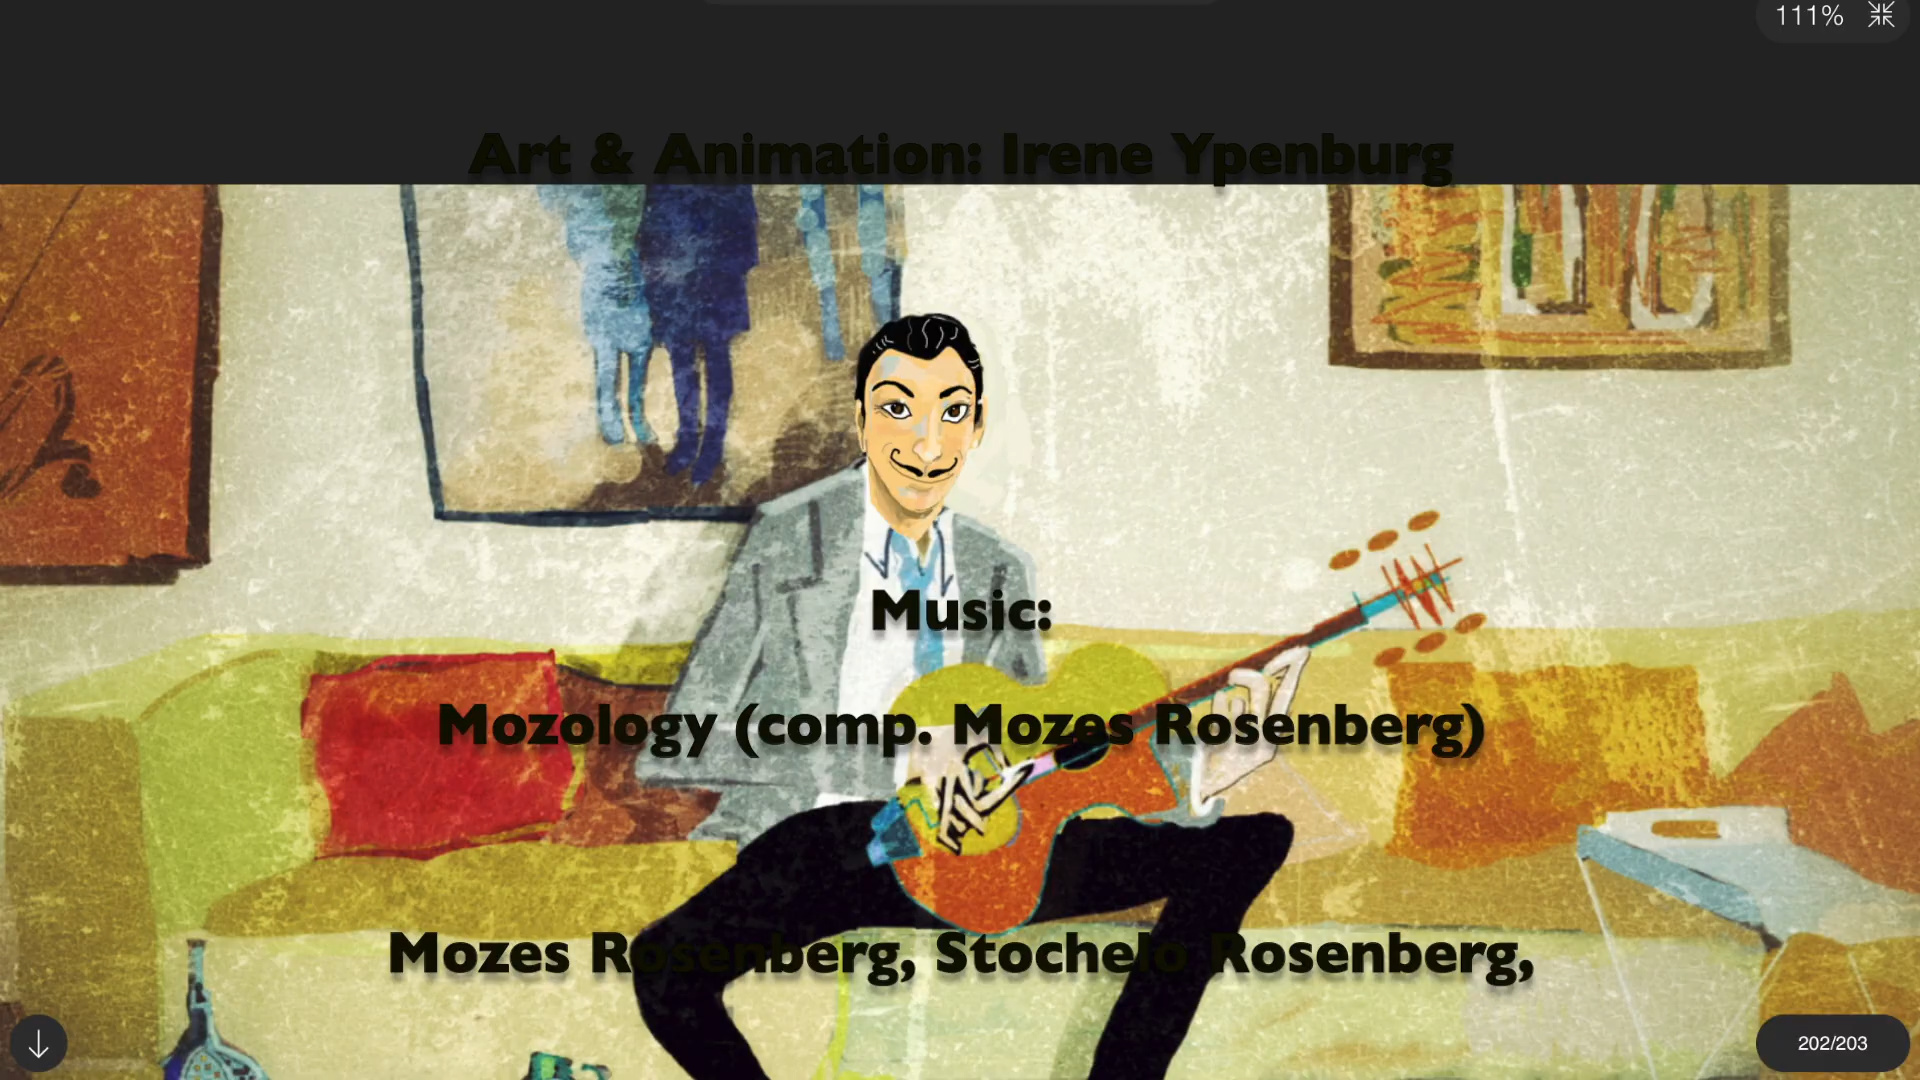 111%
Art & Animation: Irene Ypenburg
Music:
Mozology (comp. Mozes Rosenberg)
Mozes Rosenberg, Stochelo Rosenberg,
202/203